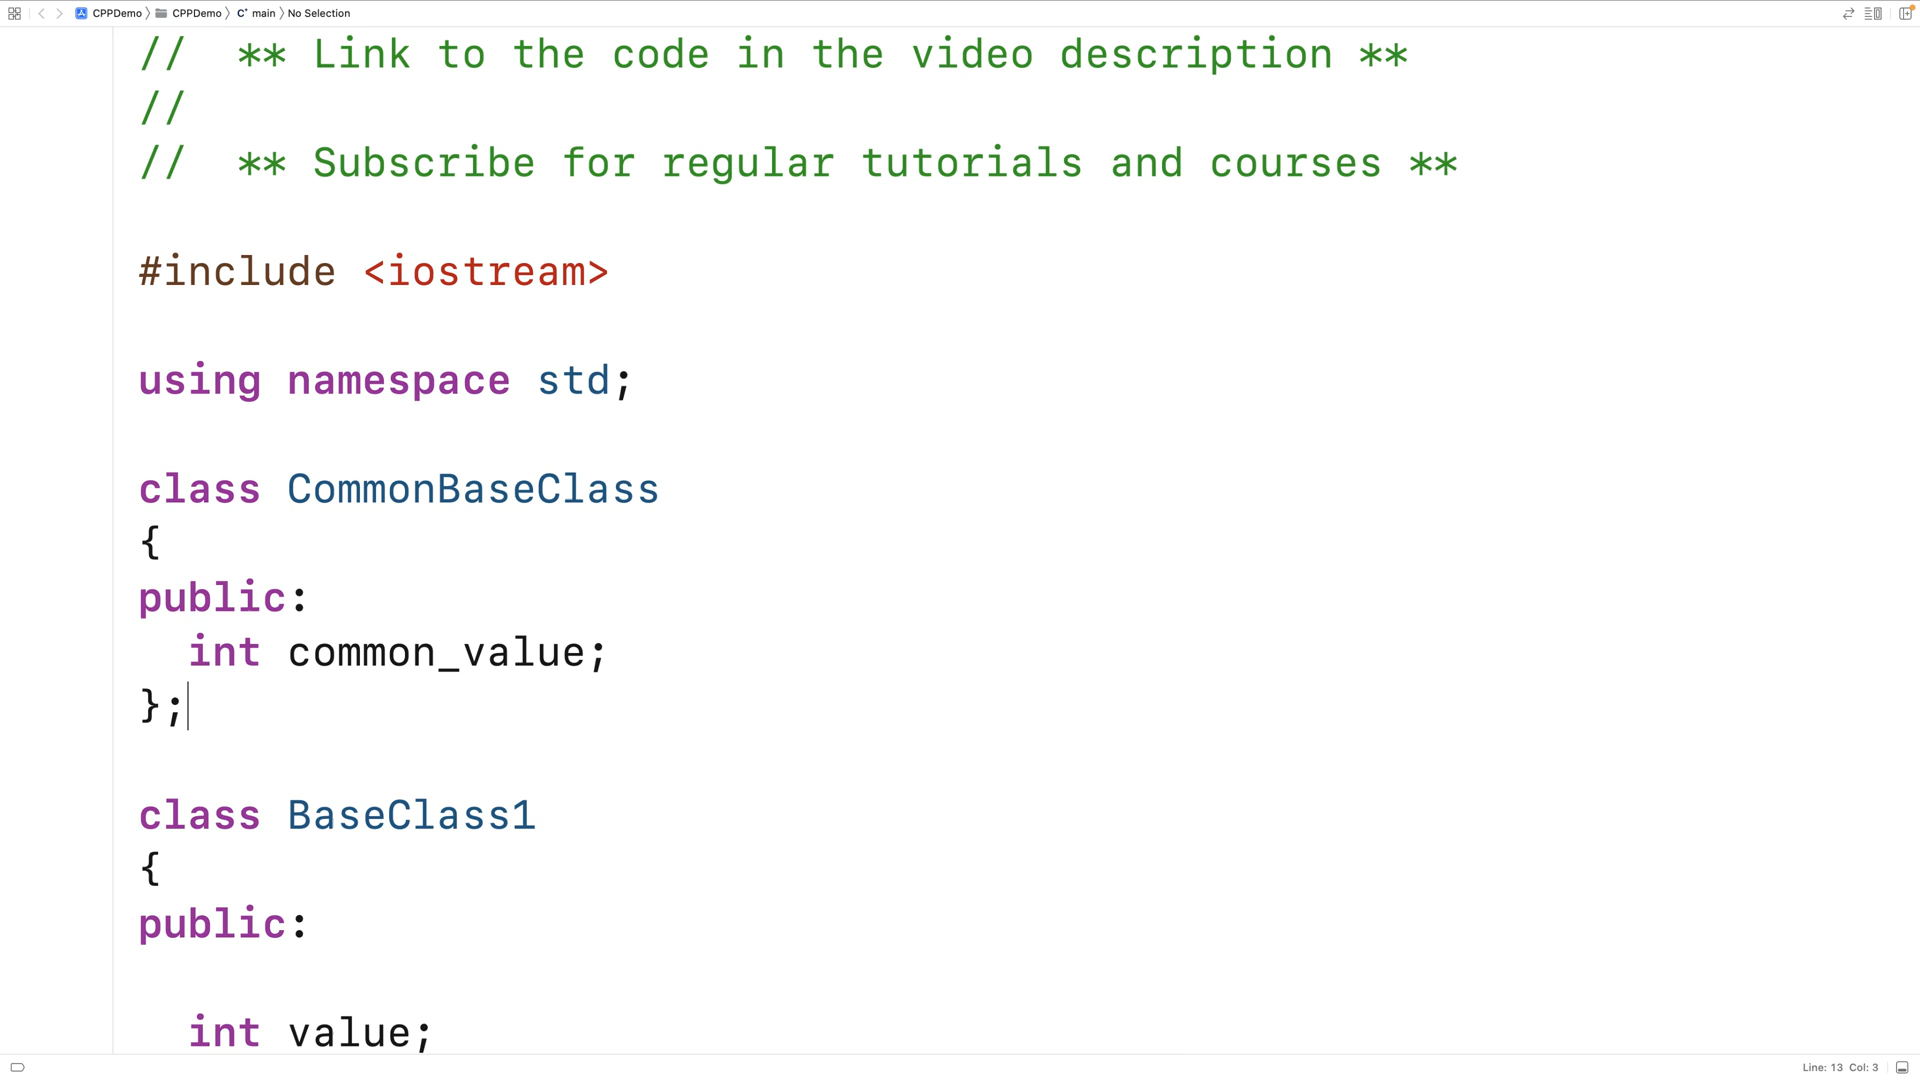 CPPDemo 〉 CPPDemo 〉 C⁺ main 〉 No Selection
//  ** Link to the code in the video description **
//
//  ** Subscribe for regular tutorials and courses **
#include <iostream>
using namespace std;
class CommonBaseClass
{
public:
  int common_value;
};
class BaseClass1
{
public:
  int value;
Line: 13  Col: 3